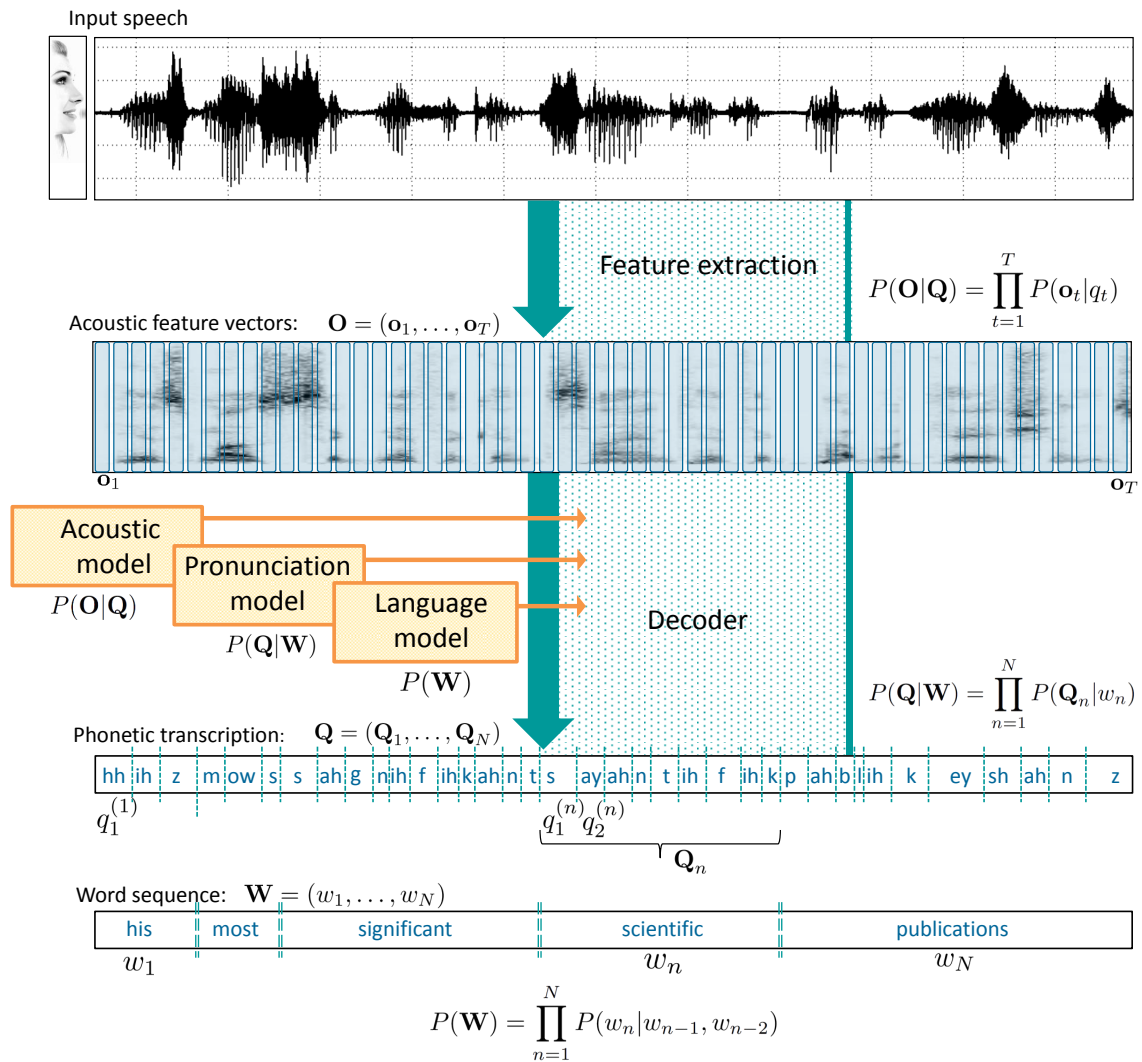 Input speech
Feature extraction
P(O|Q) = ∏_{t=1}^{T} P(o_t|q_t)
Acoustic feature vectors: O = (o_1, . . . , o_T)
o_1 o_T
Acoustic model
P(O|Q)
Pronunciation model
P(Q|W)
Language model
P(W)
Decoder
P(Q|W) = ∏_{n=1}^{N} P(Q_n|w_n)
Phonetic transcription: Q = (Q_1, . . . , Q_N)
hh ih z m ow s s ah g n ih f ih k ah n t s ay ah n t ih f ih k p ah b l ih k ey sh ah n z
q_1^{(1)} q_1^{(n)} q_2^{(n)}
Q_n
Word sequence: W = (w_1, . . . , w_N)
his most significant scientific publications
w_1 w_n w_N
P(W) = ∏_{n=1}^{N} P(w_n|w_{n-1}, w_{n-2})